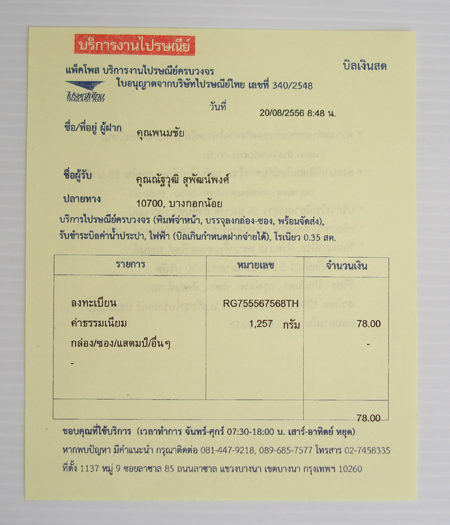 บริการงานไปรษณีย์
บิลเงินสด
แพ็คโพส บริการงานไปรษณีย์ครบวงจร
ใบอนุญาตจากบริษัทไปรษณีย์ไทย เลขที่ 340/2548
วันที่ 20/08/2556 8:48 น.
ชื่อ/ที่อยู่ ผู้ฝาก คุณพนมชัย
ชื่อผู้รับ คุณณัฐวุฒิ สุพัฒน์พงศ์
ปลายทาง 10700, บางกอกน้อย
บริการไปรษณีย์ครบวงจร (พิมพ์จ่าหน้า, บรรจุลงกล่อง-ซอง, พร้อมจัดส่ง),
รับชำระบิลค่าน้ำประปา, ไฟฟ้า (บิลเกินกำหนดฝากจ่ายได้), โรเนียว 0.35 สต.
รายการ หมายเลข จำนวนเงิน
ลงทะเบียน RG755567568TH
ค่าธรรมเนียม 1,257 กรัม 78.00
กล่อง/ซอง/แสตมป์/อื่นๆ -
-
78.00
ขอบคุณที่ใช้บริการ (เวลาทำการ จันทร์-ศุกร์ 07:30-18:00 น. เสาร์-อาทิตย์ หยุด)
หากพบปัญหา มีคำแนะนำ กรุณาติดต่อ 081-447-9218, 089-685-7577 โทรสาร 02-7458335
ที่ตั้ง 1137 หมู่ 9 ซอยลาซาล 85 ถนนลาซาล แขวงบางนา เขตบางนา กรุงเทพฯ 10260